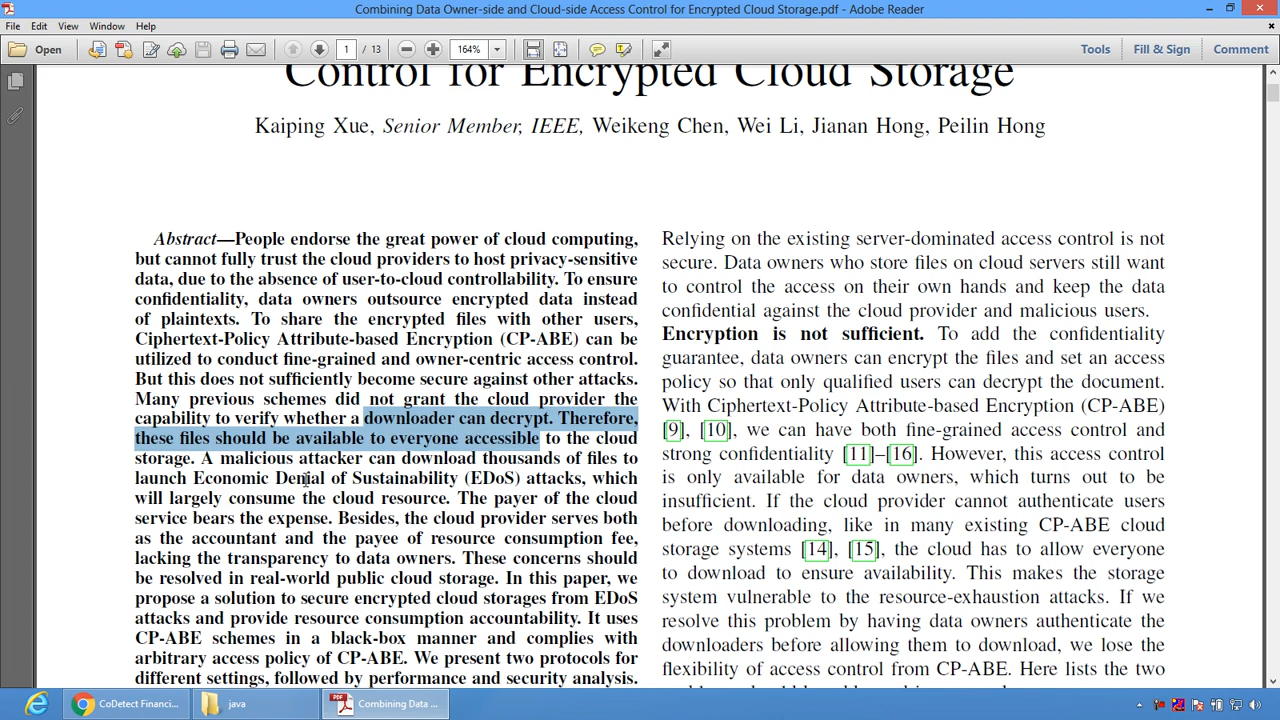 Combining Data Owner-side and Cloud-side Access Control for Encrypted Cloud Storage.pdf - Adobe Reader
File Edit View Window Help
Open 1 / 13 164% Tools Fill & Sign Comment
Control for Encrypted Cloud Storage
Kaiping Xue, Senior Member, IEEE, Weikeng Chen, Wei Li, Jianan Hong, Peilin Hong
Abstract—People endorse the great power of cloud computing,
but cannot fully trust the cloud providers to host privacy-sensitive
data, due to the absence of user-to-cloud controllability. To ensure
confidentiality, data owners outsource encrypted data instead
of plaintexts. To share the encrypted files with other users,
Ciphertext-Policy Attribute-based Encryption (CP-ABE) can be
utilized to conduct fine-grained and owner-centric access control.
But this does not sufficiently become secure against other attacks.
Many previous schemes did not grant the cloud provider the
capability to verify whether a downloader can decrypt. Therefore,
these files should be available to everyone accessible to the cloud
storage. A malicious attacker can download thousands of files to
launch Economic Denial of Sustainability (EDoS) attacks, which
will largely consume the cloud resource. The payer of the cloud
service bears the expense. Besides, the cloud provider serves both
as the accountant and the payee of resource consumption fee,
lacking the transparency to data owners. These concerns should
be resolved in real-world public cloud storage. In this paper, we
propose a solution to secure encrypted cloud storages from EDoS
attacks and provide resource consumption accountability. It uses
CP-ABE schemes in a black-box manner and complies with
arbitrary access policy of CP-ABE. We present two protocols for
different settings, followed by performance and security analysis.
Relying on the existing server-dominated access control is not
secure. Data owners who store files on cloud servers still want
to control the access on their own hands and keep the data
confidential against the cloud provider and malicious users.
Encryption is not sufficient. To add the confidentiality
guarantee, data owners can encrypt the files and set an access
policy so that only qualified users can decrypt the document.
With Ciphertext-Policy Attribute-based Encryption (CP-ABE)
[9], [10], we can have both fine-grained access control and
strong confidentiality [11]–[16]. However, this access control
is only available for data owners, which turns out to be
insufficient. If the cloud provider cannot authenticate users
before downloading, like in many existing CP-ABE cloud
storage systems [14], [15], the cloud has to allow everyone
to download to ensure availability. This makes the storage
system vulnerable to the resource-exhaustion attacks. If we
resolve this problem by having data owners authenticate the
downloaders before allowing them to download, we lose the
flexibility of access control from CP-ABE. Here lists the two
CoDetect Financi... java Combining Data ...